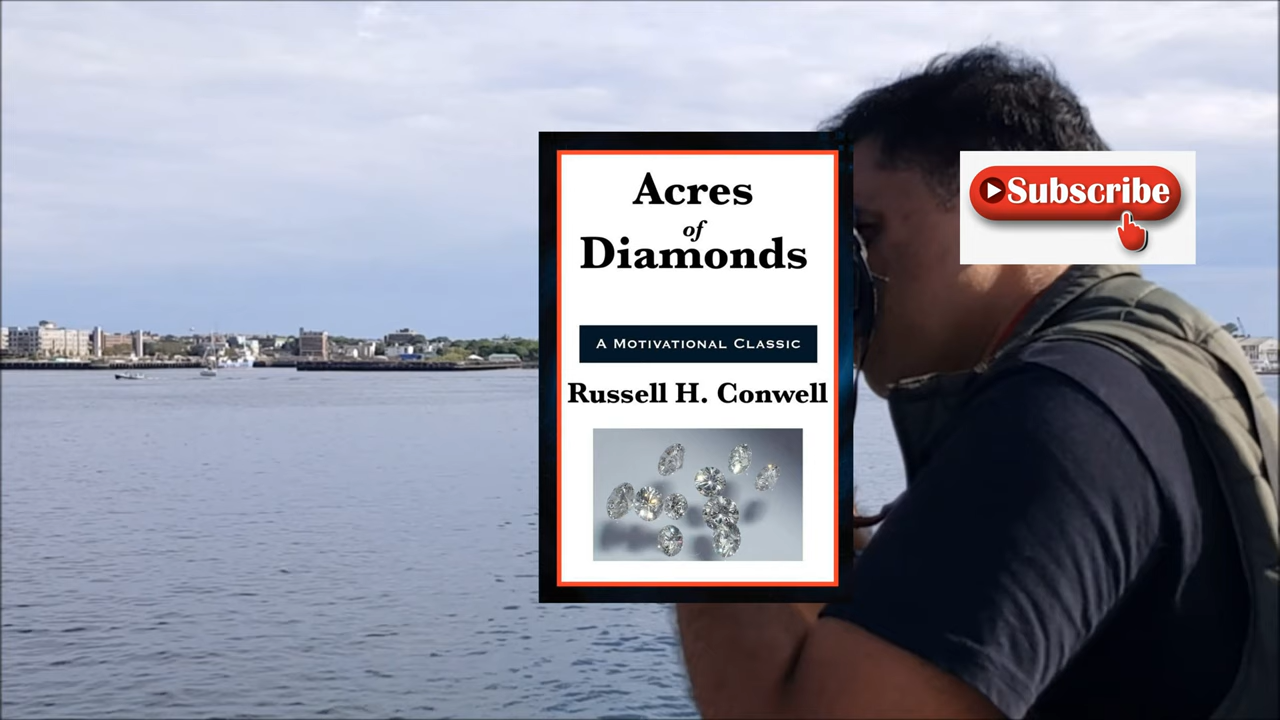 Acres
of
Diamonds
A Motivational Classic
Russell H. Conwell
Subscribe